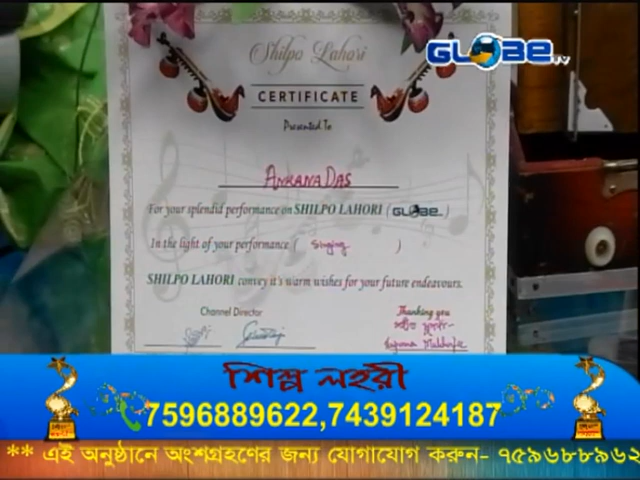 Shilpo Lahori
GLOBE TV
CERTIFICATE
Presented To
ANKANA DAS
For your splendid performance on SHILPO LAHORI ( GLOBE )
In the light of your performance ( Singing )
SHILPO LAHORI convey it's warm wishes for your future endeavours.
Channel Director
Thanking you
শিল্প লহরী
7596889622,7439124187
** এই অনুষ্ঠানে অংশগ্রহণের জন্য যোগাযোগ করুন- ৭৫৯৬৮৮৯৬২